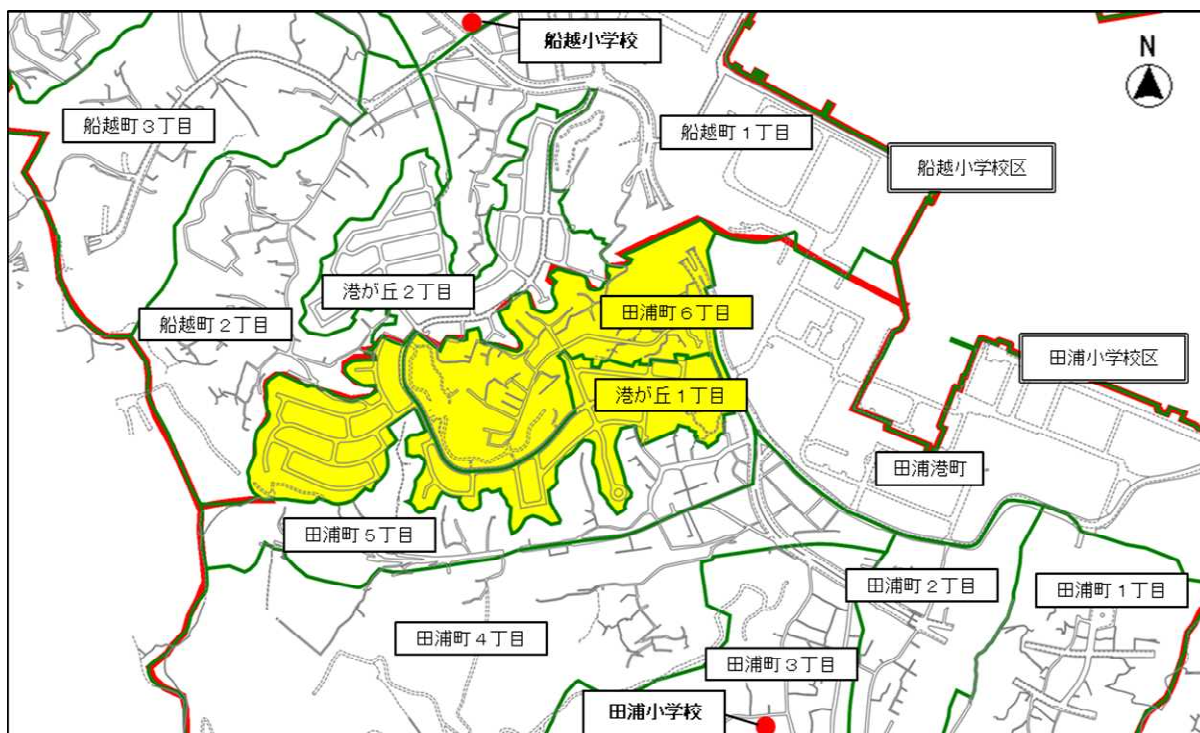 船越小学校
N
船越町３丁目
船越町１丁目
船越小学校区
港が丘２丁目
船越町２丁目
田浦町６丁目
田浦小学校区
港が丘１丁目
田浦港町
田浦町５丁目
田浦町２丁目
田浦町１丁目
田浦町４丁目
田浦町３丁目
田浦小学校